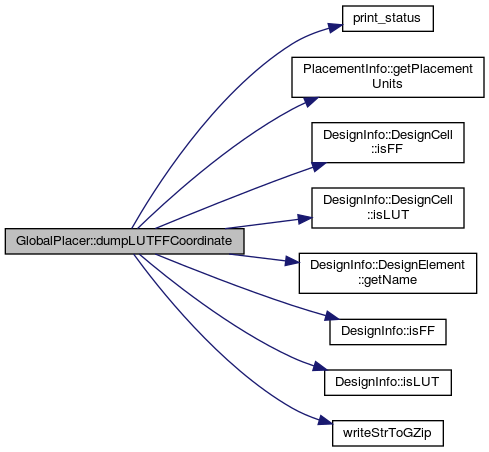 print_status
PlacementInfo::getPlacement
Units
DesignInfo::DesignCell
::isFF
DesignInfo::DesignCell
::isLUT
GlobalPlacer::dumpLUTFFCoordinate
DesignInfo::DesignElement
::getName
DesignInfo::isFF
DesignInfo::isLUT
writeStrToGZip